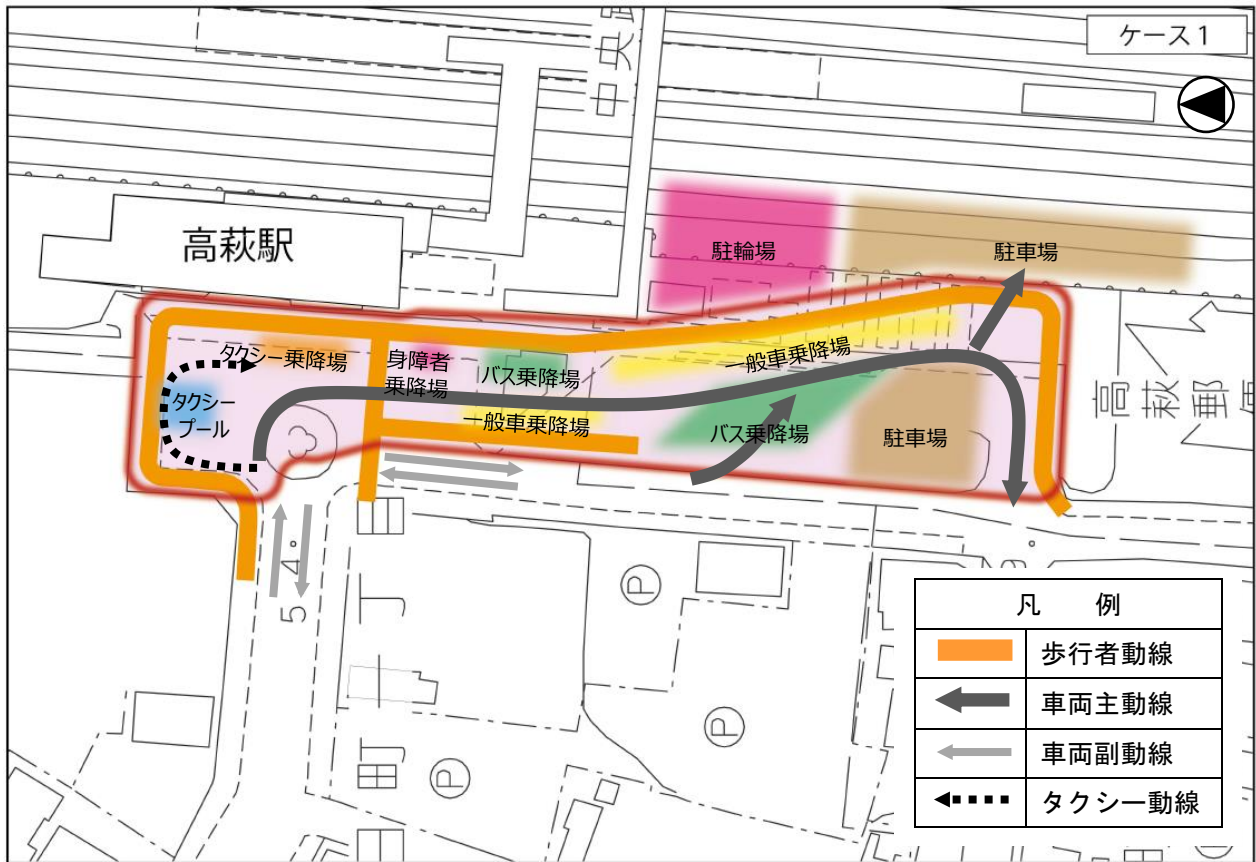 ケース1
高萩駅
駐輪場
駐車場
タクシー乗降場
身障者
乗降場
バス乗降場
一般車乗降場
タクシー
プール
一般車乗降場
バス乗降場
駐車場
高萩郵
54.
P
P
P
凡 例
歩行者動線
車両主動線
車両副動線
タクシー動線